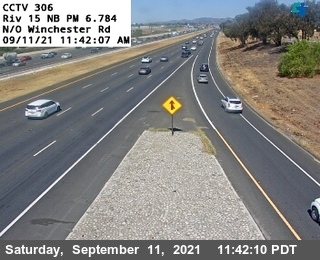 CCTV 306
Riv 15 NB PM 6.784
N/O Winchester Rd
09/11/21 11:42:07 AM
Saturday, September 11, 2021 11:42:10 PDT